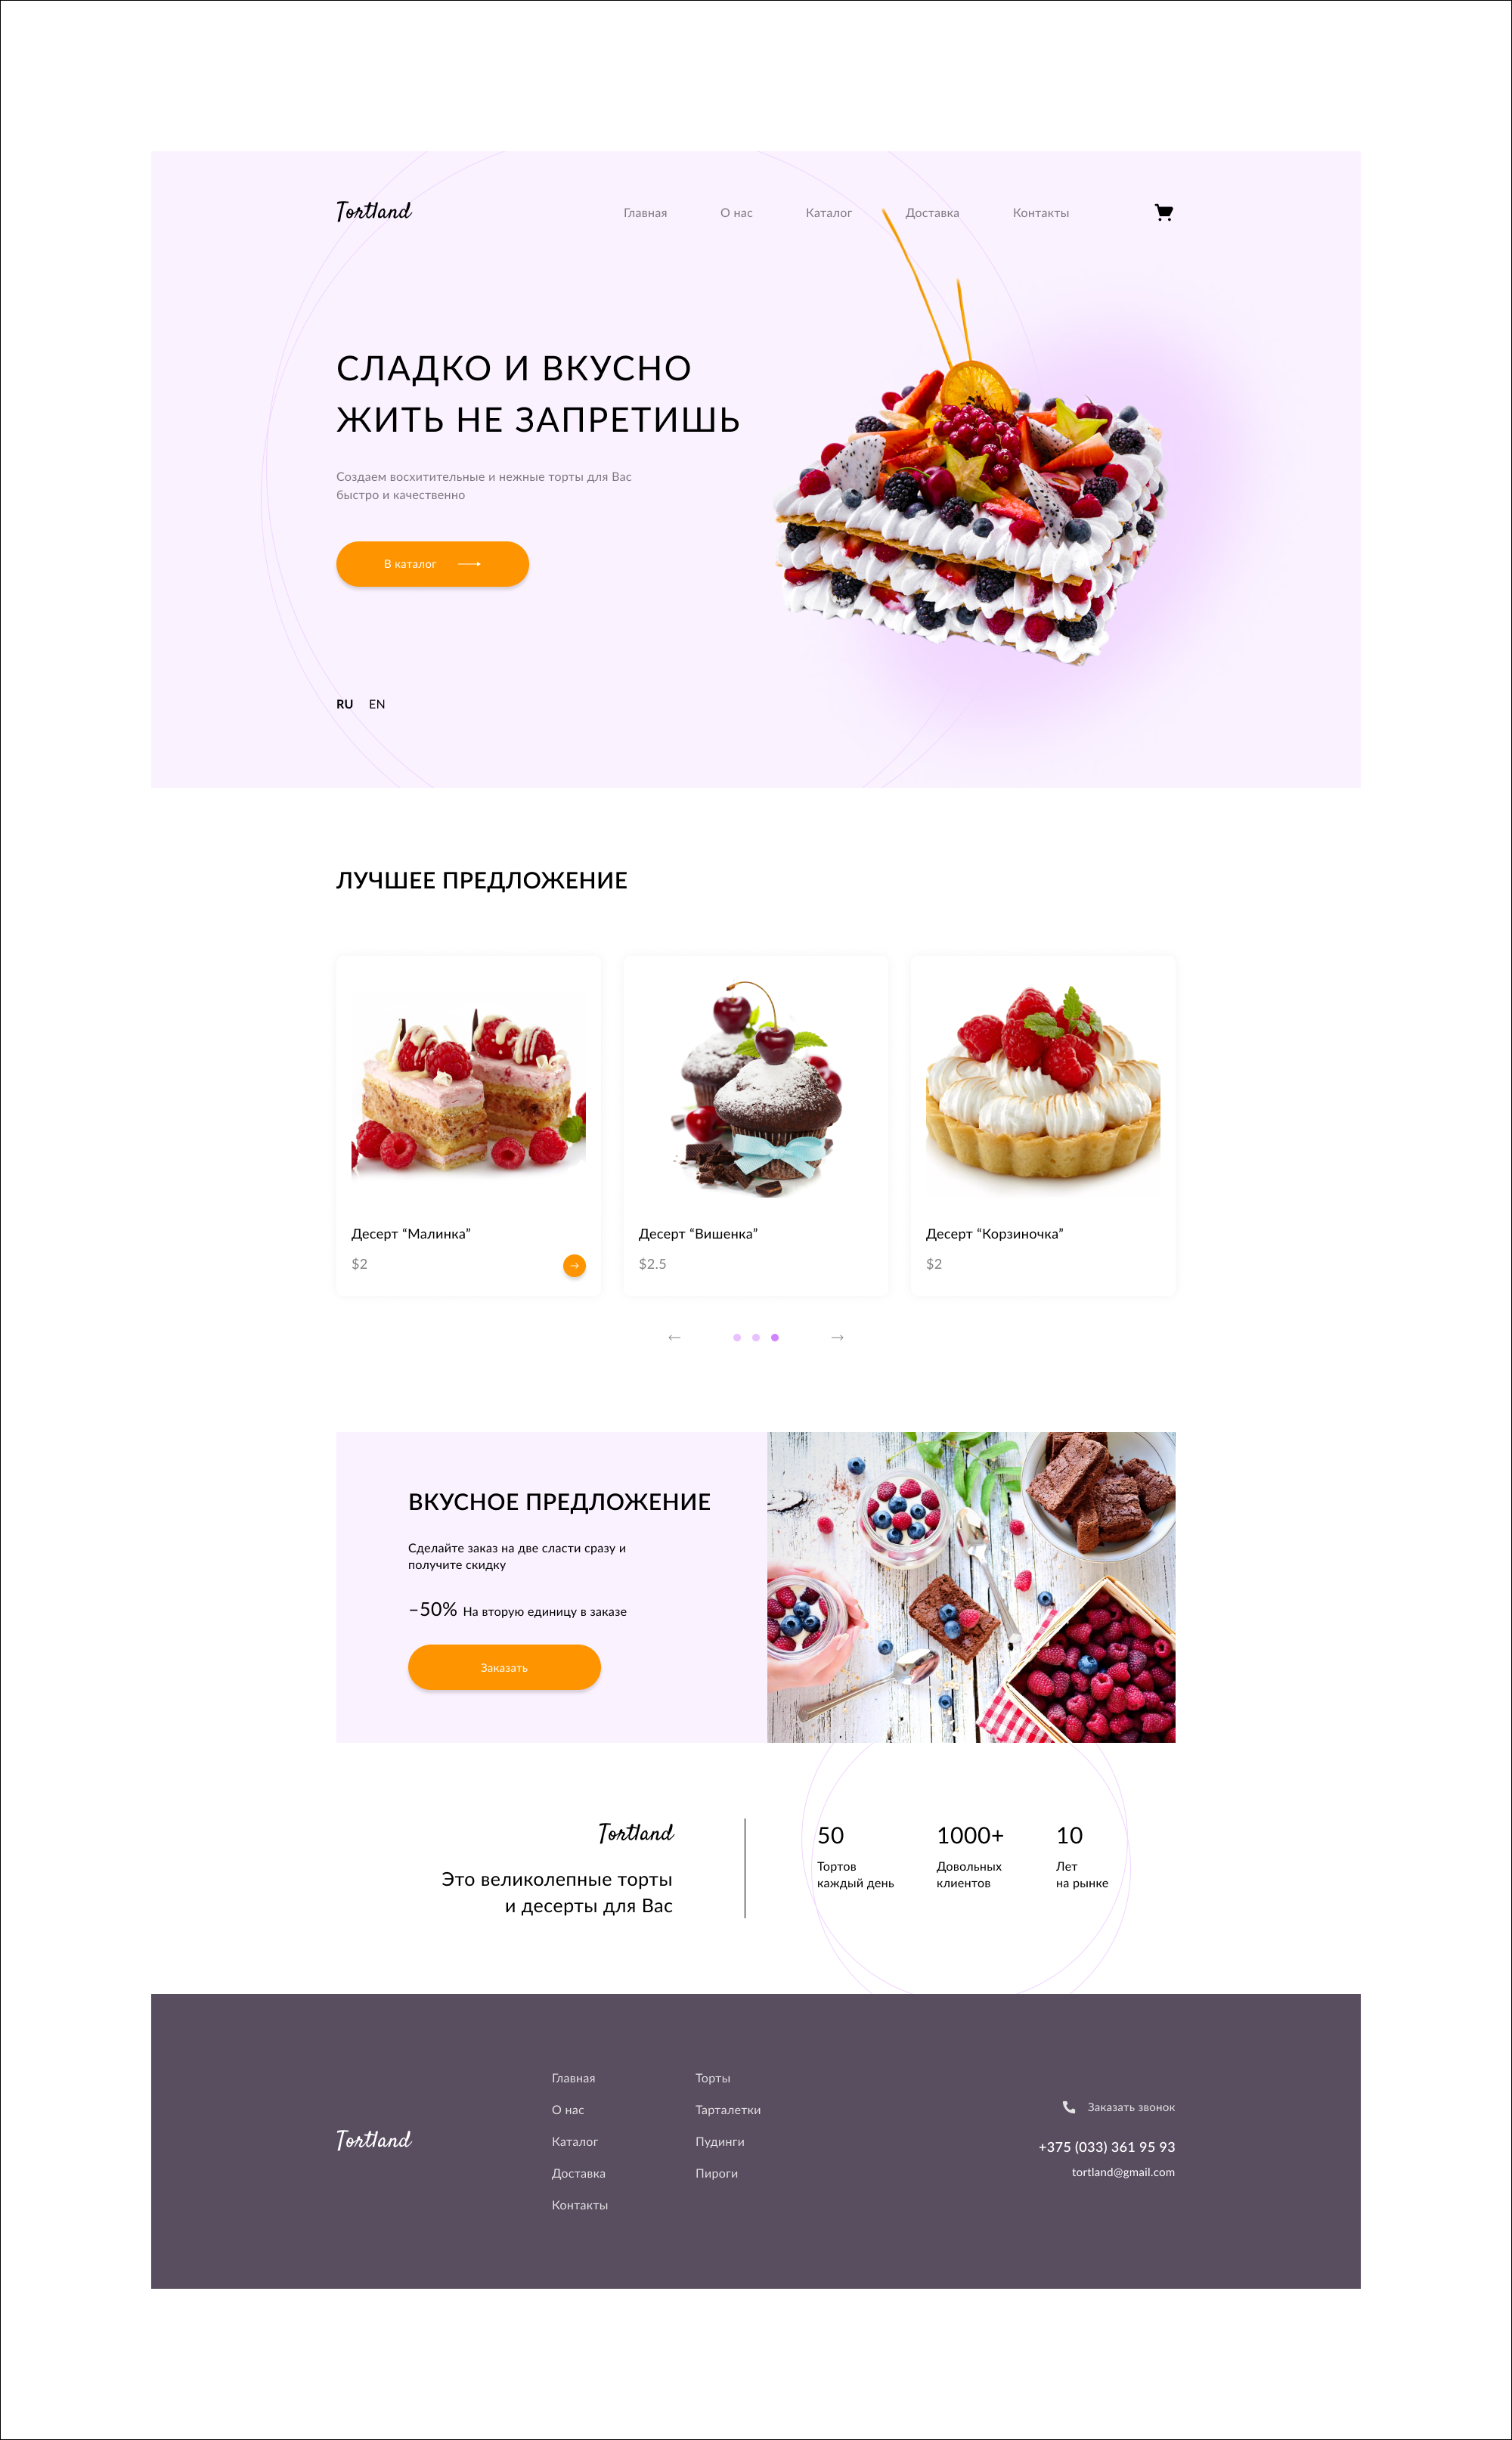 Tortland
Главная
О нас
Каталог
Доставка
Контакты
СЛАДКО И ВКУСНО
ЖИТЬ НЕ ЗАПРЕТИШЬ
Создаем восхитительные и нежные торты для Вас
быстро и качественно
В каталог
RU EN
ЛУЧШЕЕ ПРЕДЛОЖЕНИЕ
Десерт “Малинка”
$2
Десерт “Вишенка”
$2.5
Десерт “Корзиночка”
$2
ВКУСНОЕ ПРЕДЛОЖЕНИЕ
Сделайте заказ на две сласти сразу и
получите скидку
–50% На вторую единицу в заказе
Заказать
Tortland
Это великолепные торты
и десерты для Вас
50
Тортов
каждый день
1000+
Довольных
клиентов
10
Лет
на рынке
Tortland
Главная
О нас
Каталог
Доставка
Контакты
Торты
Тарталетки
Пудинги
Пироги
Заказать звонок
+375 (033) 361 95 93
tortland@gmail.com